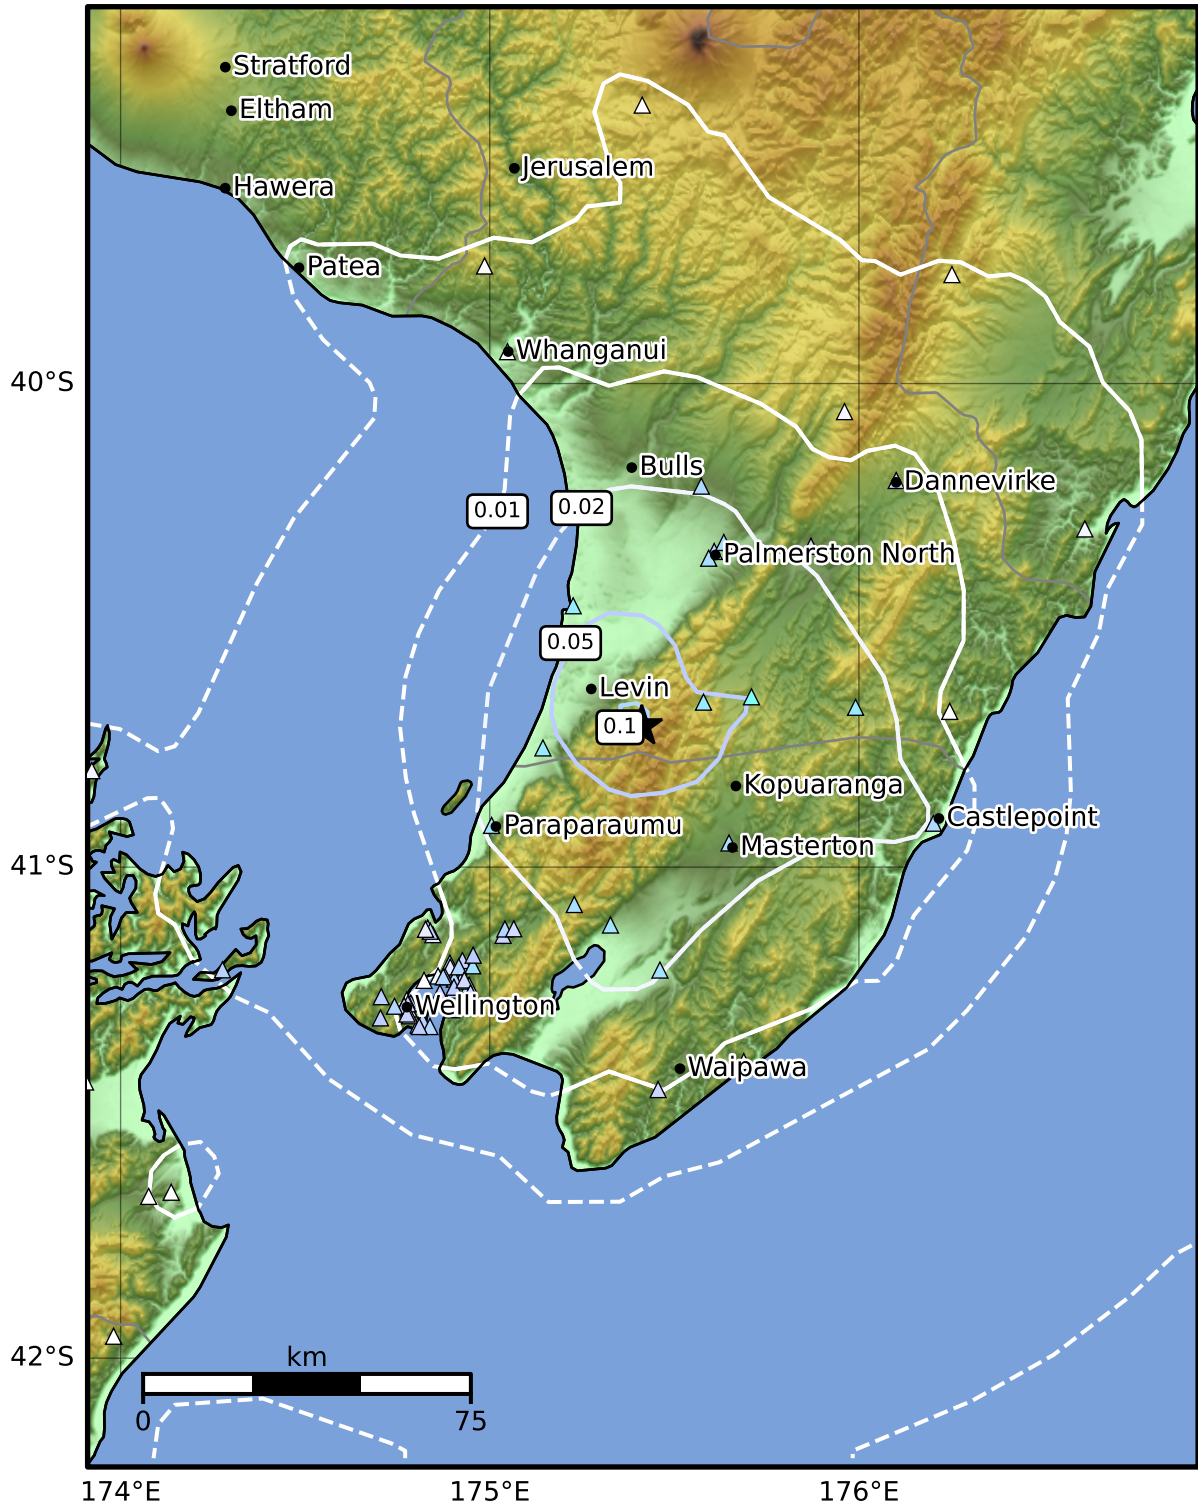 Stratford
Eltham
Jerusalem
Hawera
Patea
Whanganui
40°S
Bulls
Dannevirke
0.01
0.02
Palmerston North
0.05
Levin
0.1
Kopuaranga
Castlepoint
Paraparaumu
Masterton
41°S
Wellington
Waipawa
42°S
km
0
75
174°E
175°E
176°E